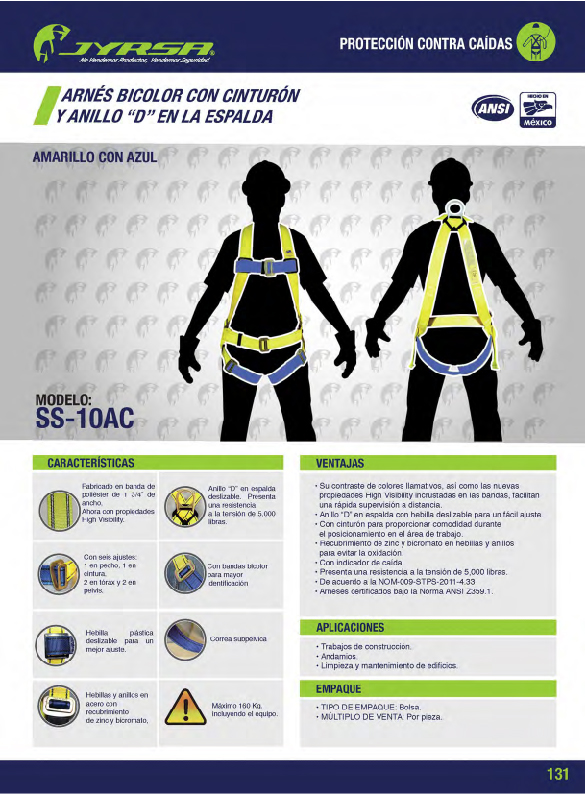 JYRSA®
No Vendemos Productos, Vendemos Seguridad
PROTECCIÓN CONTRA CAÍDAS
ARNÉS BICOLOR CON CINTURÓN
Y ANILLO “D” EN LA ESPALDA
ANSI
HECHO EN
MÉXICO
AMARILLO CON AZUL
MODELO:
SS-10AC
CARACTERÍSTICAS
Fabricado en banda de
poliéster de 1 3/4" de
ancho.
Ahora con propiedades
High Visibility.
Anillo “D” en espalda
deslizable. Presenta
una resistencia
a la tensión de 5,000
libras.
Con seis ajustes:
1 en pecho, 1 en
cintura,
2 en tórax y 2 en
pelvis.
Con bandas bicolor
para mayor
identificación
Hebilla plástica
deslizable para un
mejor ajuste.
Correa subpélvica
Hebillas y anillos en
acero con
recubrimiento
de zinc y bicromato.
Máximo 160 Kg.
incluyendo el equipo.
VENTAJAS
• Su contraste de colores llamativos, así como las nuevas
propiedades High Visibility incrustadas en las bandas, facilitan
una rápida supervisión a distancia.
• Anillo “D” en espalda con hebilla deslizable para un fácil ajuste.
• Con cinturón para proporcionar comodidad durante
el posicionamiento en el área de trabajo.
• Recubrimiento de zinc y bicromato en hebillas y anillos
para evitar la oxidación.
• Con indicador de caída.
• Presenta una resistencia a la tensión de 5,000 libras.
• De acuerdo a la NOM-009-STPS-2011-4.33
• Arneses certificados bajo la Norma ANSI Z359.1.
APLICACIONES
• Trabajos de construcción.
• Andamios.
• Limpieza y mantenimiento de edificios.
EMPAQUE
• TIPO DE EMPAQUE: Bolsa.
• MÚLTIPLO DE VENTA: Por pieza.
131